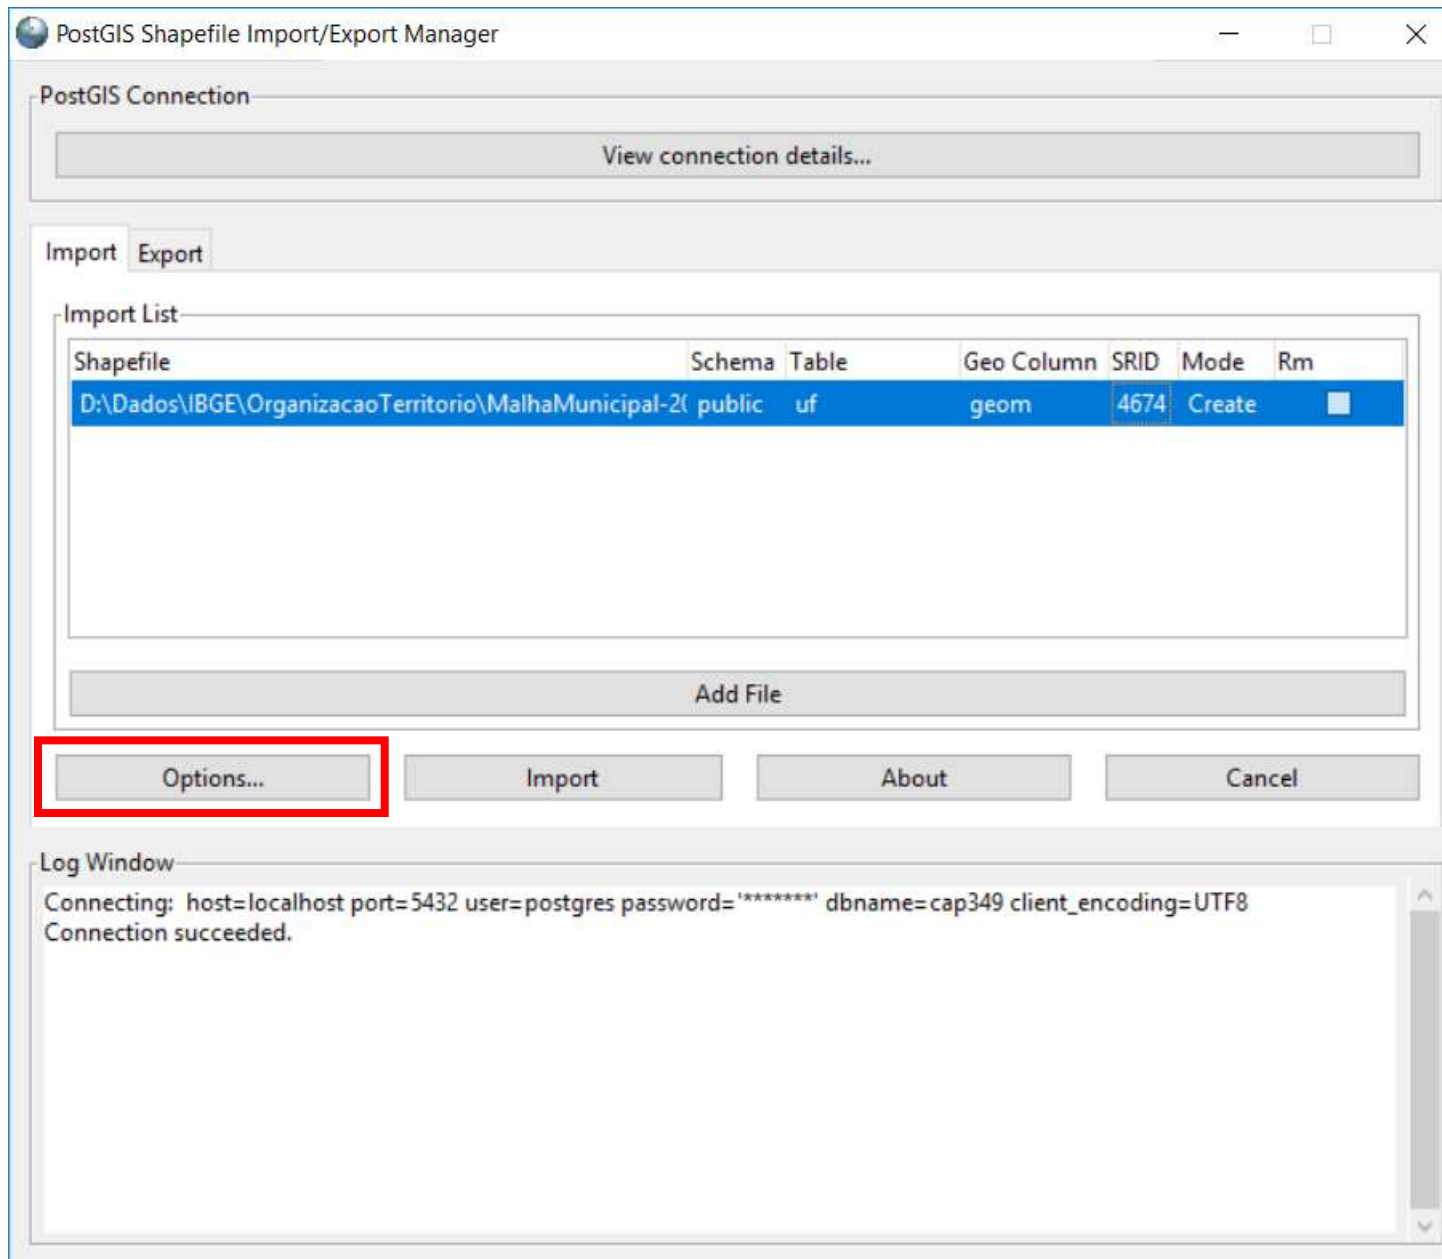 PostGIS Shapefile Import/Export Manager
PostGIS Connection
View connection details...
Import Export
Import List
Shapefile Schema Table Geo Column SRID Mode Rm
D:\Dados\IBGE\OrganizacaoTerritorio\MalhaMunicipal-2( public uf geom 4674 Create
Add File
Options... Import About Cancel
Log Window
Connecting: host=localhost port=5432 user=postgres password='*******' dbname=cap349 client_encoding=UTF8
Connection succeeded.